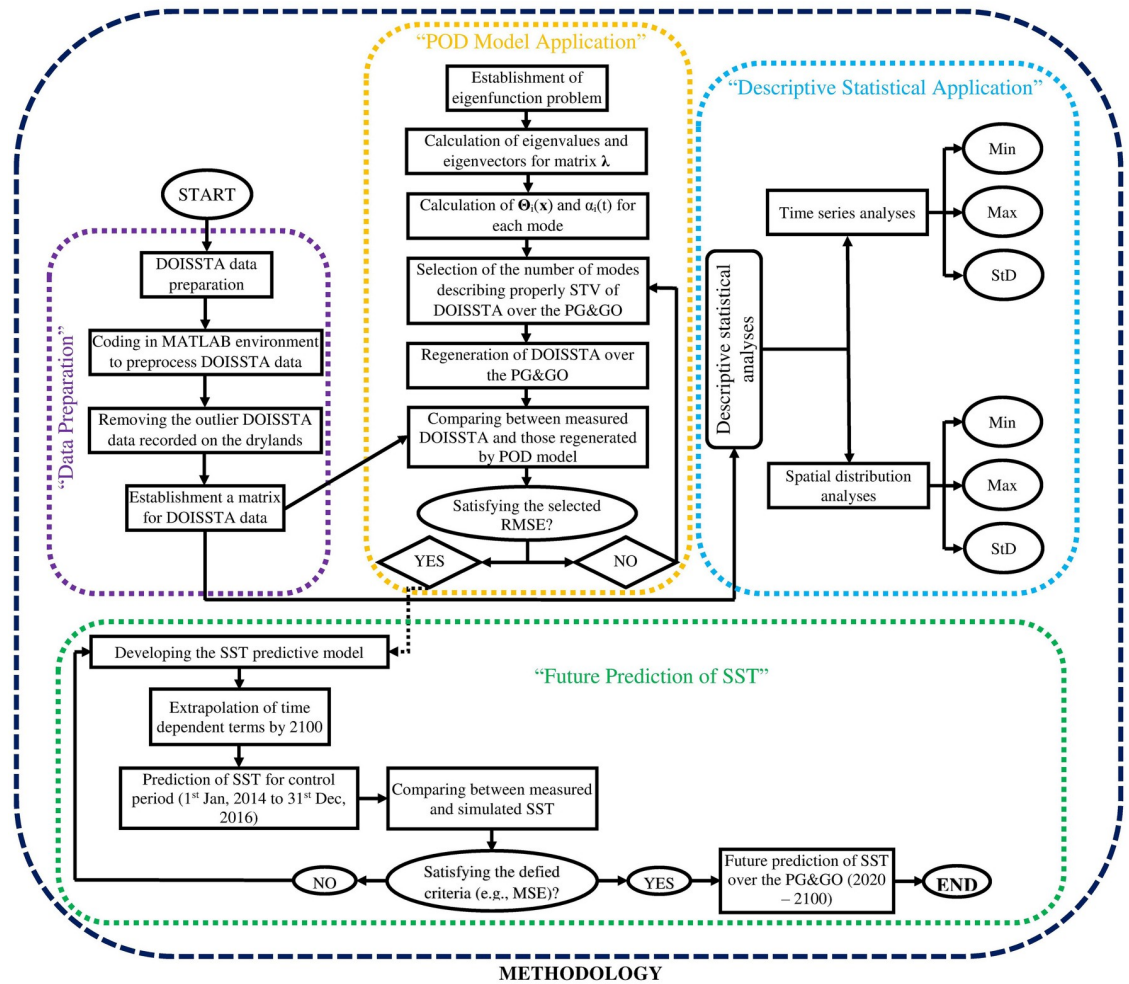 START
"Data Preparation"
DOISSTA data
preparation
Coding in MATLAB environment
to preprocess DOISSTA data
Removing the outlier DOISSTA
data recorded on the drylands
Establishment a matrix
for DOISSTA data
"POD Model Application"
Establishment of
eigenfunction problem
Calculation of eigenvalues and
eigenvectors for matrix λ
Calculation of Θᵢ(x) and αᵢ(t) for
each mode
Selection of the number of modes
describing properly STV of
DOISSTA over the PG&GO
Regeneration of DOISSTA over
the PG&GO
Comparing between measured
DOISSTA and those regenerated
by POD model
Satisfying the selected
RMSE?
YES
NO
"Descriptive Statistical Application"
Descriptive statistical
analyses
Time series analyses
Min
Max
StD
Spatial distribution
analyses
Min
Max
StD
"Future Prediction of SST"
Developing the SST predictive model
Extrapolation of time
dependent terms by 2100
Prediction of SST for control
period (1st Jan, 2014 to 31st Dec,
2016)
Comparing between measured
and simulated SST
Satisfying the defied
criteria (e.g., MSE)?
NO
YES
Future prediction of SST
over the PG&GO (2020
– 2100)
END
METHODOLOGY